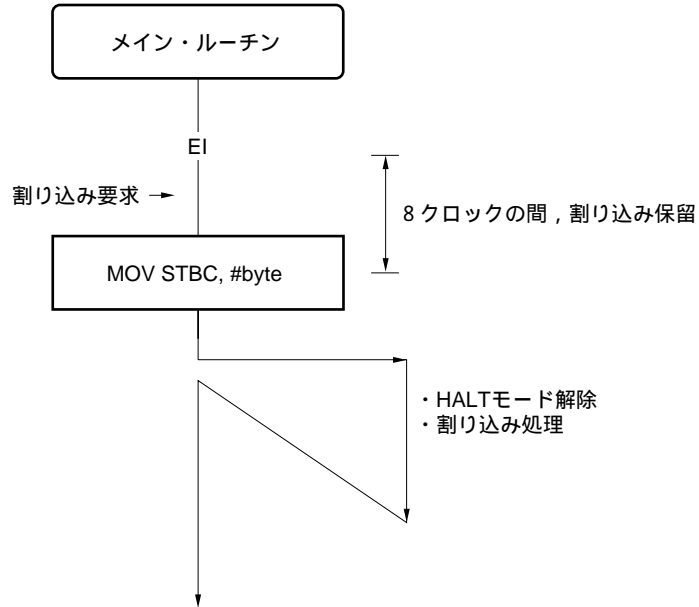 メイン・ルーチン
EI
割り込み要求
8 クロックの間，割り込み保留
MOV STBC, #byte
・HALTモード解除
・割り込み処理